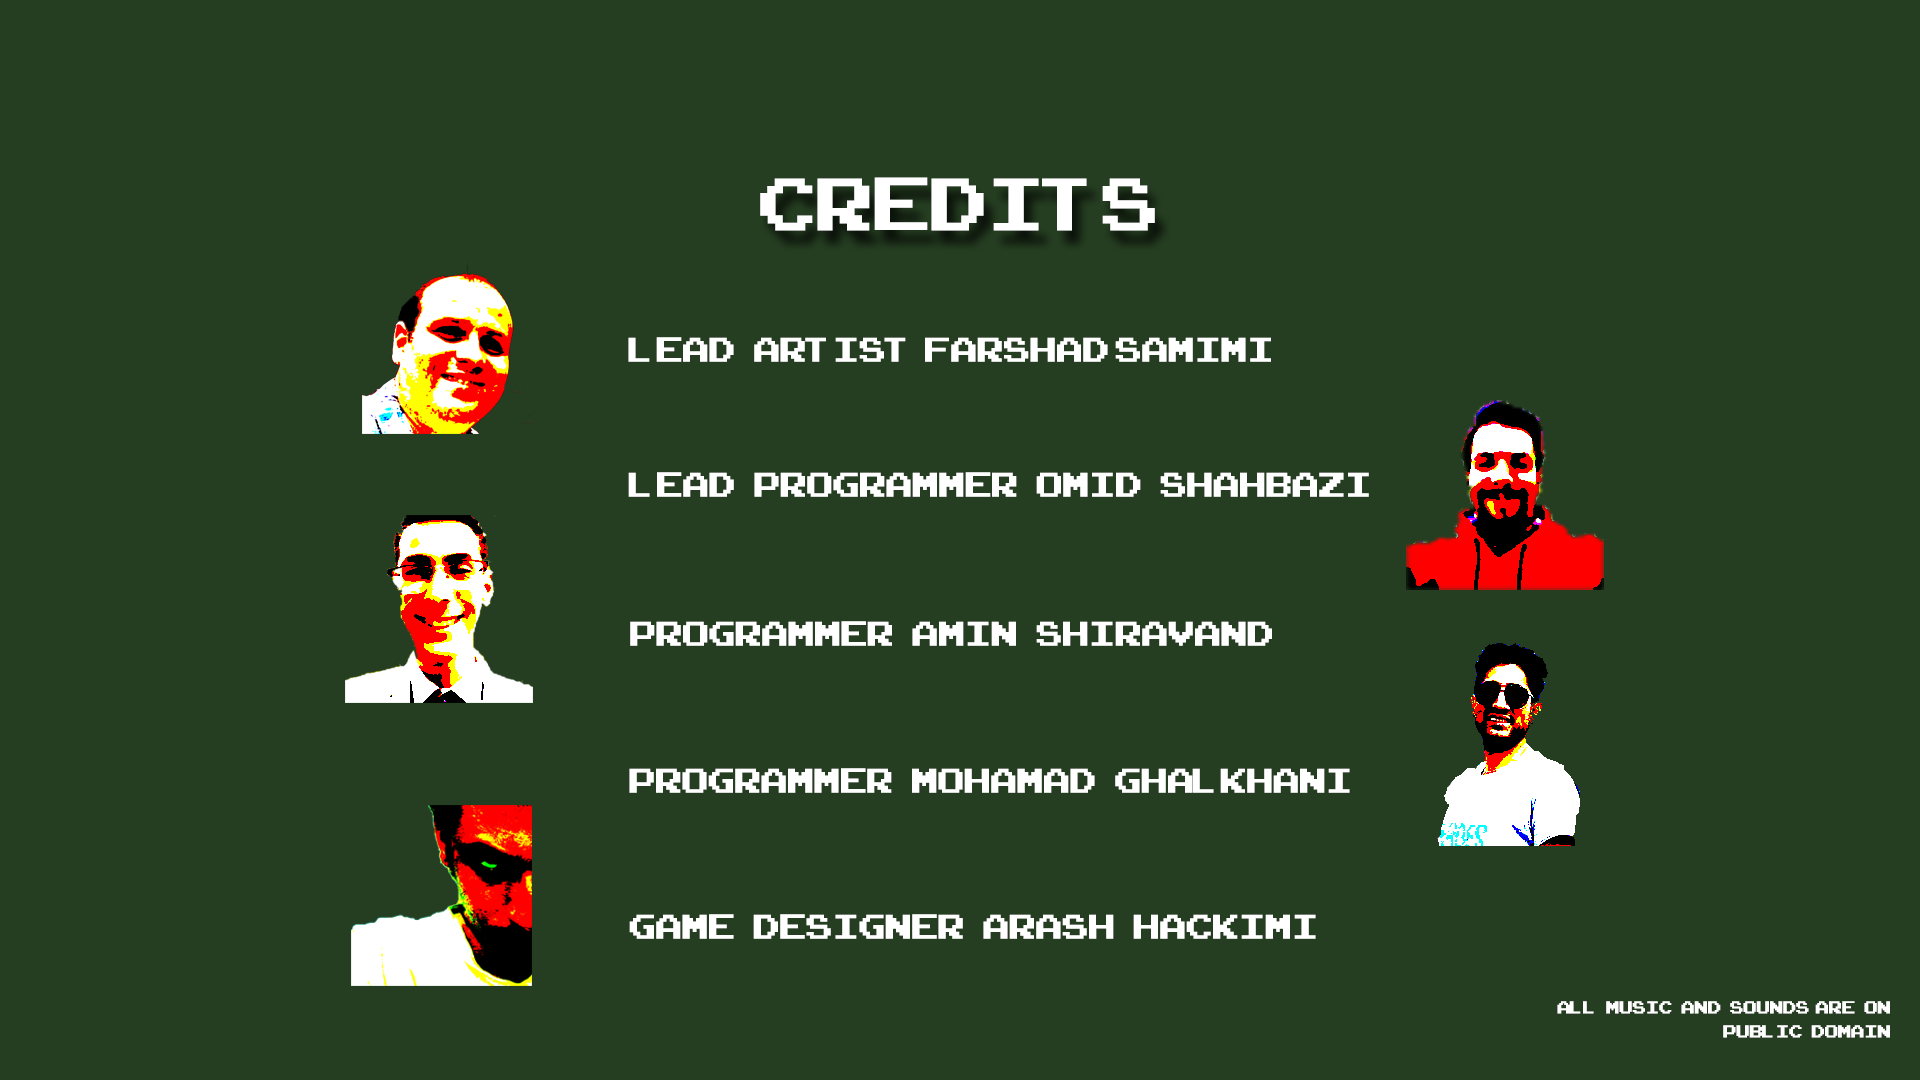 CREDITS
LEAD ARTIST FARSHAD SAMIMI
LEAD PROGRAMMER OMID SHAHBAZI
PROGRAMMER AMIN SHIRAVAND
PROGRAMMER MOHAMAD GHALKHANI
GAME DESIGNER ARASH HACKIMI
ALL MUSIC AND SOUNDS ARE ON
PUBLIC DOMAIN